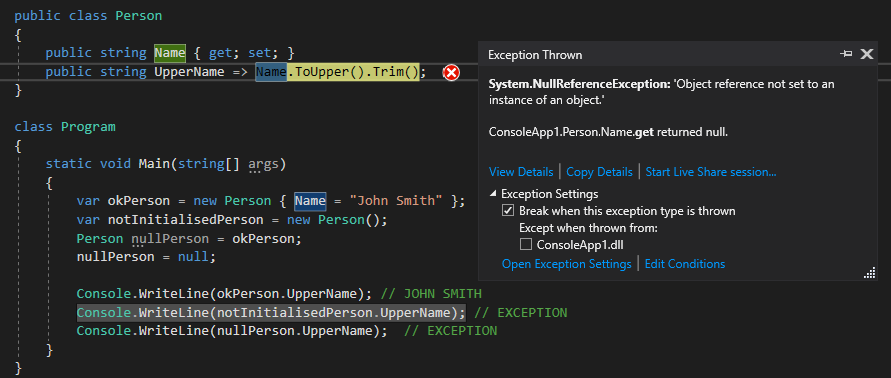 public class Person
{
public string Name { get; set; }
public string UpperName => Name.ToUpper().Trim();
}
class Program
{
static void Main(string[] args)
{
var okPerson = new Person { Name = "John Smith" };
var notInitialisedPerson = new Person();
Person nullPerson = okPerson;
nullPerson = null;
Console.WriteLine(okPerson.UpperName); // JOHN SMITH
Console.WriteLine(notInitialisedPerson.UpperName); // EXCEPTION
Console.WriteLine(nullPerson.UpperName);  // EXCEPTION
}
}
Exception Thrown
System.NullReferenceException: 'Object reference not set to an
instance of an object.'
ConsoleApp1.Person.Name.get returned null.
View Details | Copy Details | Start Live Share session...
Exception Settings
Break when this exception type is thrown
Except when thrown from:
ConsoleApp1.dll
Open Exception Settings | Edit Conditions